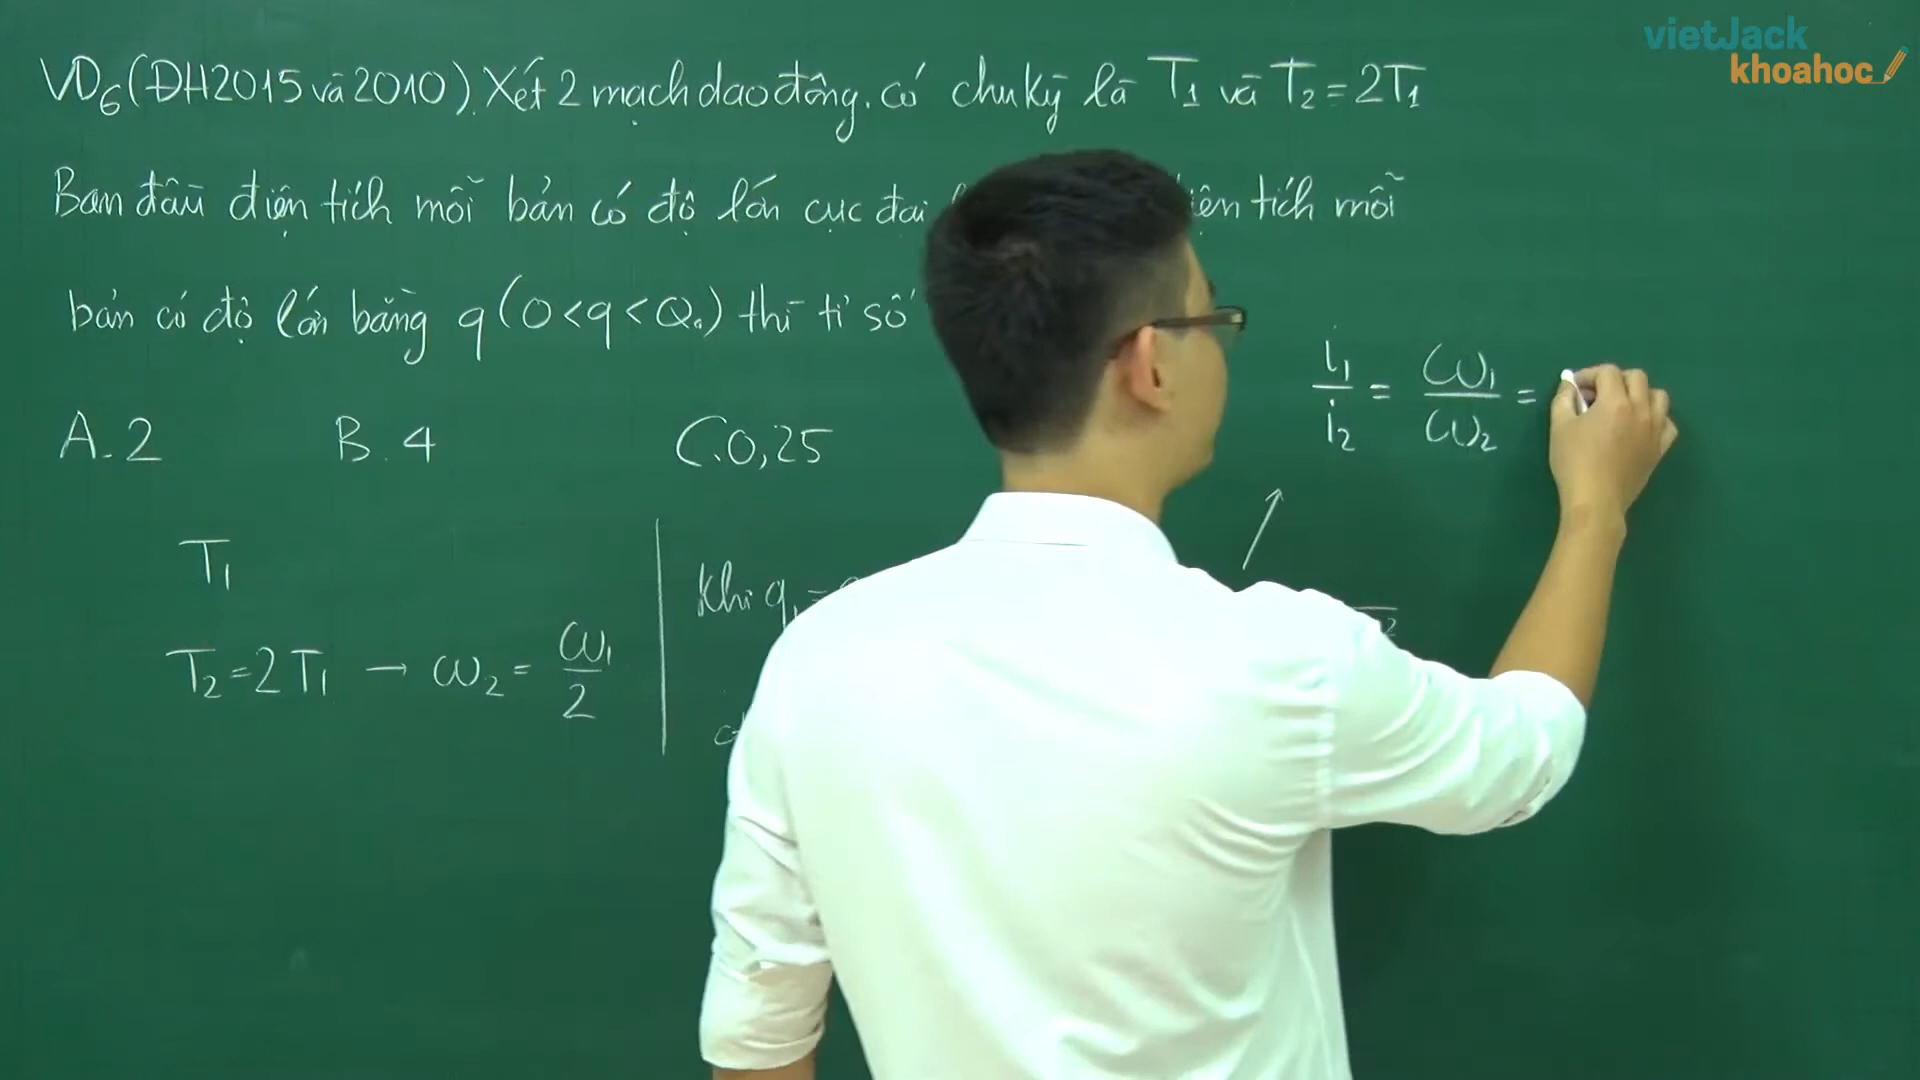 vietJack
khoahoc
VD6 (ĐH2015 và 2010). Xét 2 mạch dao động. có chu kỳ là T₁ và T₂ = 2T₁
Ban đầu điện tích mỗi bản có độ lớn cực đại tích mỗi
bản có độ lớn bằng q (0 < q < Q₀) thì tỉ số
i₁/i₂ = ω₁/ω₂ =
A. 2 B. 4 C. 0,25
T₁
Khi q₁ =
T₂ = 2T₁ → ω₂ = ω₁/2